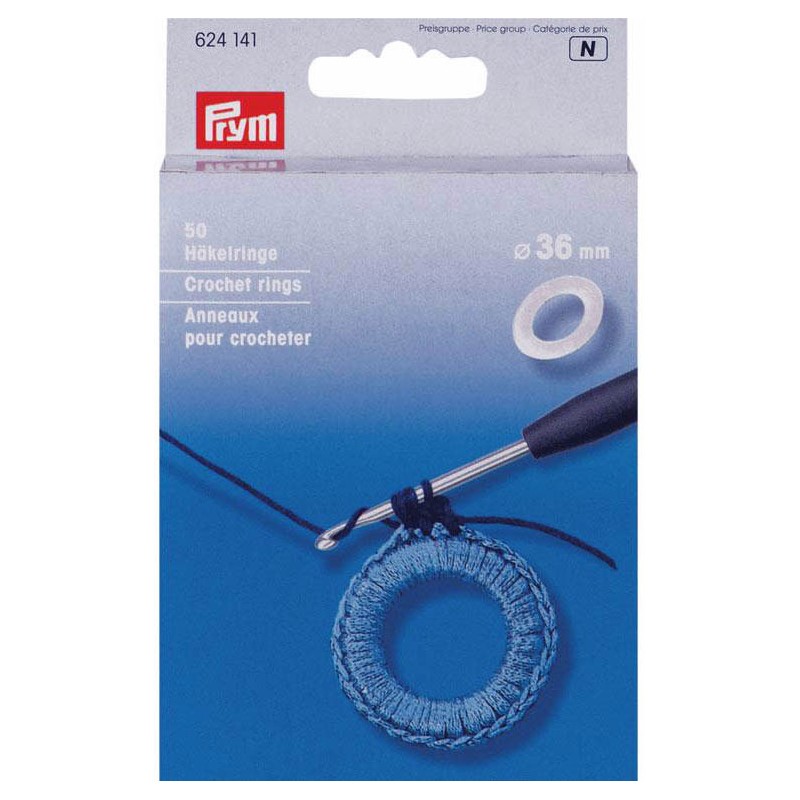 Preisgruppe · Price group · Catégorie de prix
624 141
N
Prym
50
Häkelringe
Crochet rings
Anneaux
pour crocheter
⌀ 36 mm